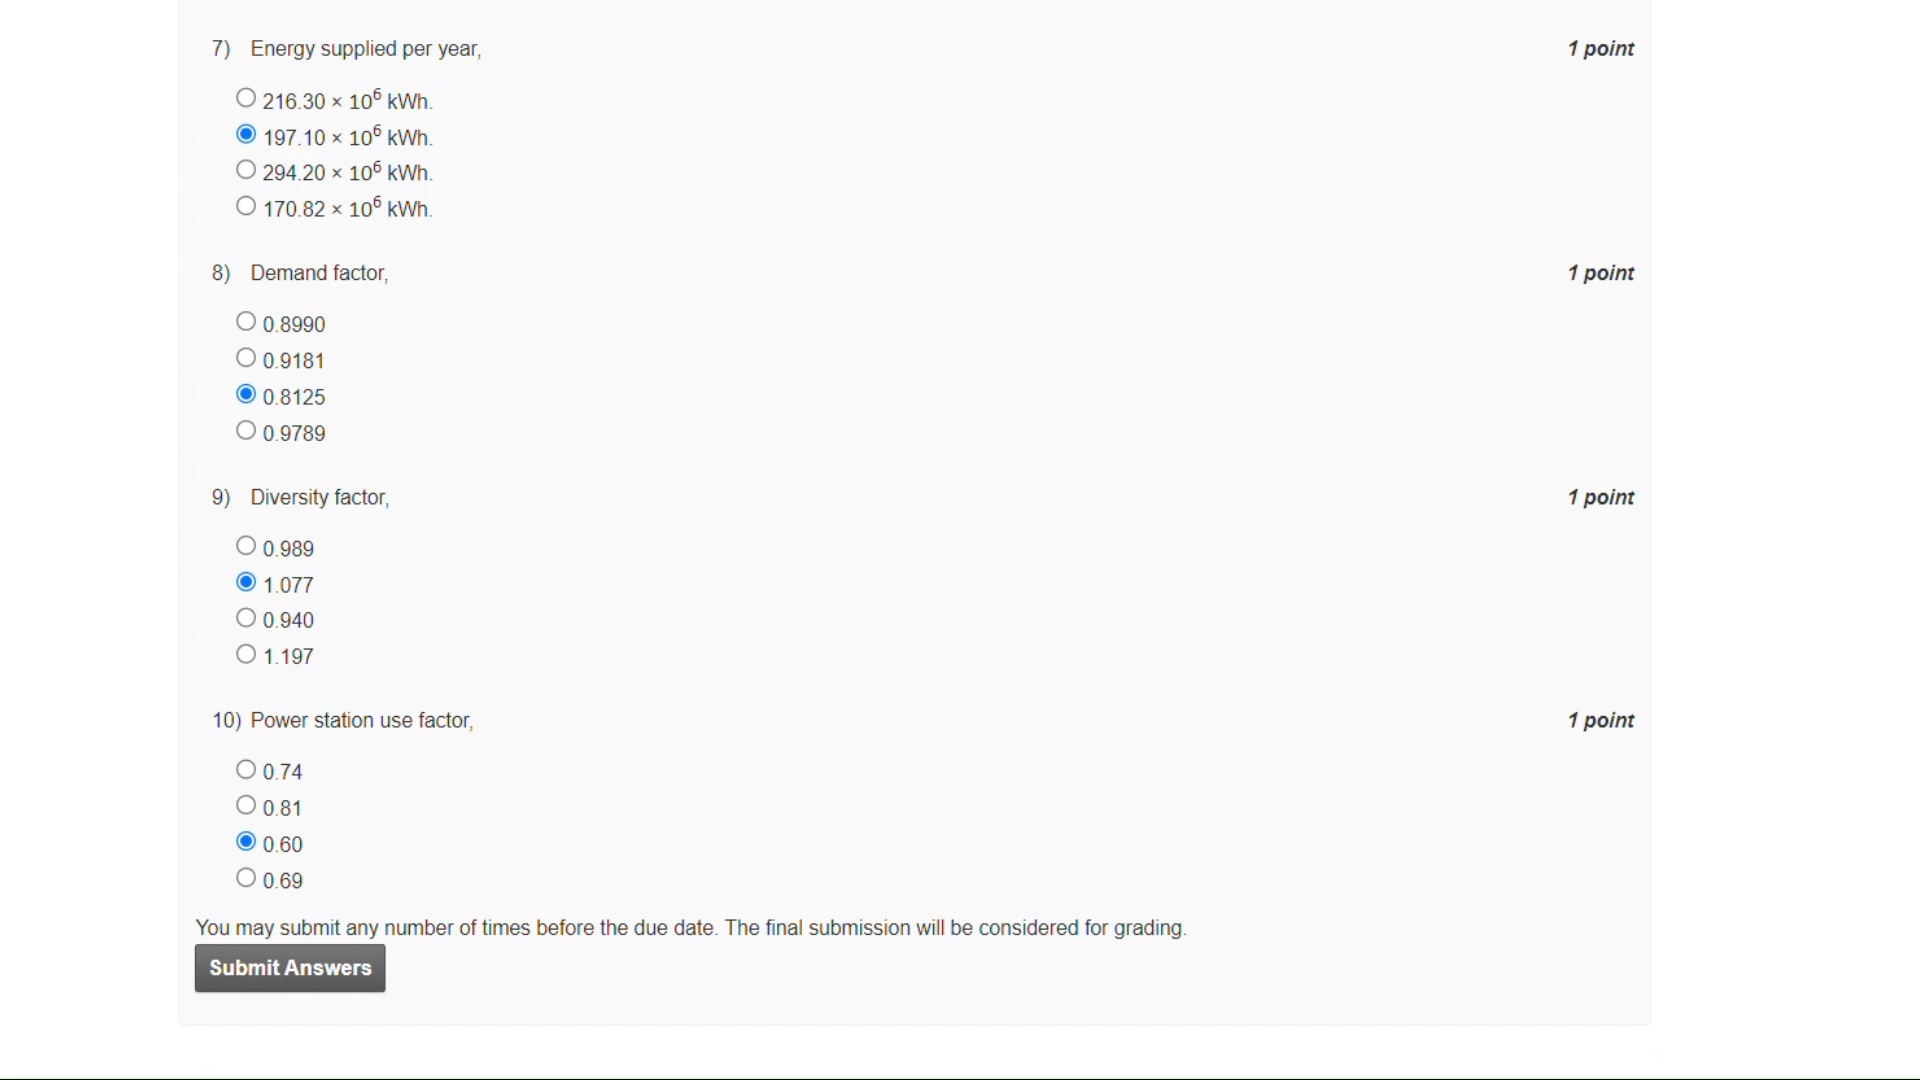 7) Energy supplied per year,
1 point
216.30 × 10⁶ kWh.
197.10 × 10⁶ kWh.
294.20 × 10⁶ kWh.
170.82 × 10⁶ kWh.
8) Demand factor,
1 point
0.8990
0.9181
0.8125
0.9789
9) Diversity factor,
1 point
0.989
1.077
0.940
1.197
10) Power station use factor,
1 point
0.74
0.81
0.60
0.69
You may submit any number of times before the due date. The final submission will be considered for grading.
Submit Answers